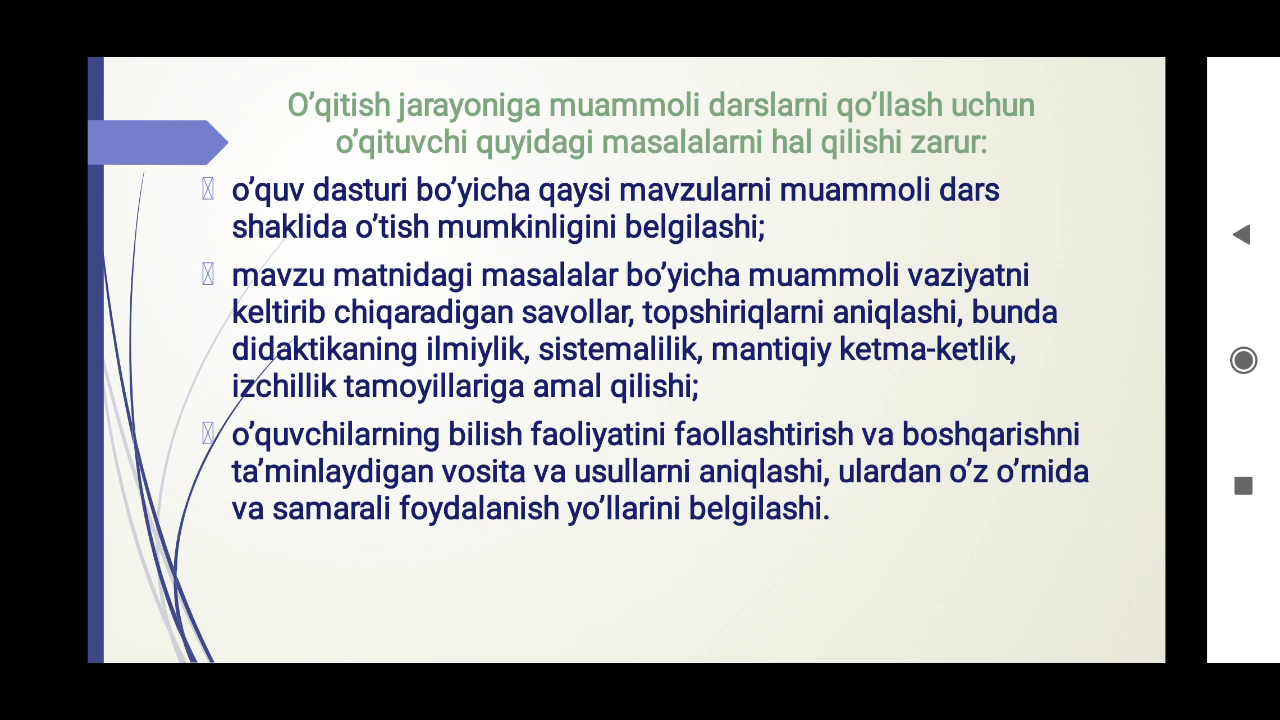 O’qitish jarayoniga muammoli darslarni qo’llash uchun
o’qituvchi quyidagi masalalarni hal qilishi zarur:
o’quv dasturi bo’yicha qaysi mavzularni muammoli dars
shaklida o’tish mumkinligini belgilashi;
mavzu matnidagi masalalar bo’yicha muammoli vaziyatni
keltirib chiqaradigan savollar, topshiriqlarni aniqlashi, bunda
didaktikaning ilmiylik, sistemalilik, mantiqiy ketma-ketlik,
izchillik tamoyillariga amal qilishi;
o’quvchilarning bilish faoliyatini faollashtirish va boshqarishni
ta’minlaydigan vosita va usullarni aniqlashi, ulardan o’z o’rnida
va samarali foydalanish yo’llarini belgilashi.